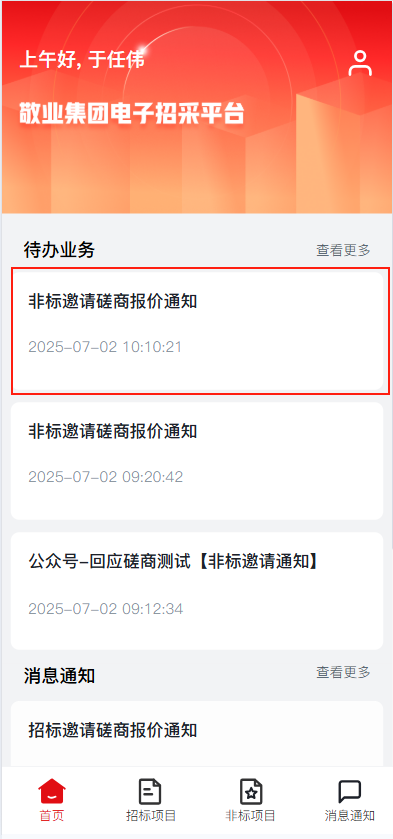 上午好, 于任伟
敬业集团电子招采平台
待办业务 查看更多
非标邀请磋商报价通知
2025-07-02 10:10:21
非标邀请磋商报价通知
2025-07-02 09:20:42
公众号-回应磋商测试【非标邀请通知】
2025-07-02 09:12:34
消息通知 查看更多
招标邀请磋商报价通知
首页 招标项目 非标项目 消息通知